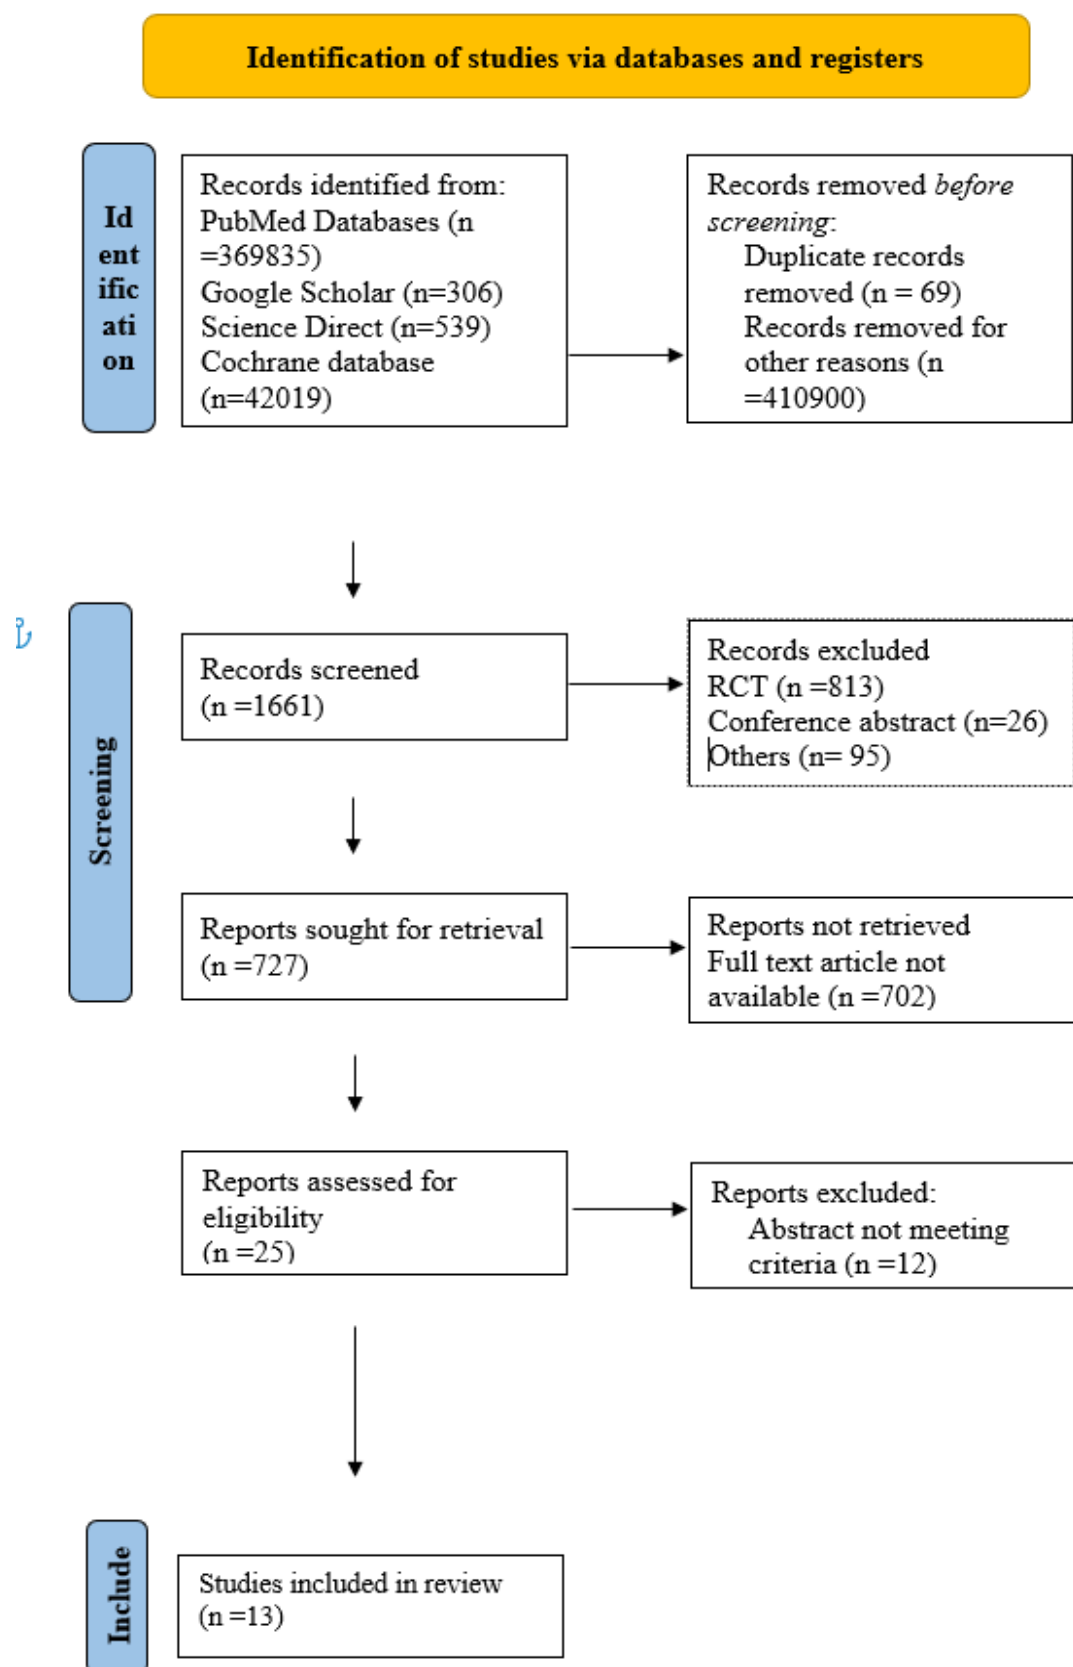 Identification of studies via databases and registers
Id
ent
ific
ati
on
Records identified from:
PubMed Databases (n
=369835)
Google Scholar (n=306)
Science Direct (n=539)
Cochrane database
(n=42019)
Records removed before
screening:
Duplicate records
removed (n = 69)
Records removed for
other reasons (n
=410900)
Screening
Records screened
(n =1661)
Records excluded
RCT (n =813)
Conference abstract (n=26)
Others (n= 95)
Reports sought for retrieval
(n =727)
Reports not retrieved
Full text article not
available (n =702)
Reports assessed for
eligibility
(n =25)
Reports excluded:
Abstract not meeting
criteria (n =12)
Include
Studies included in review
(n =13)